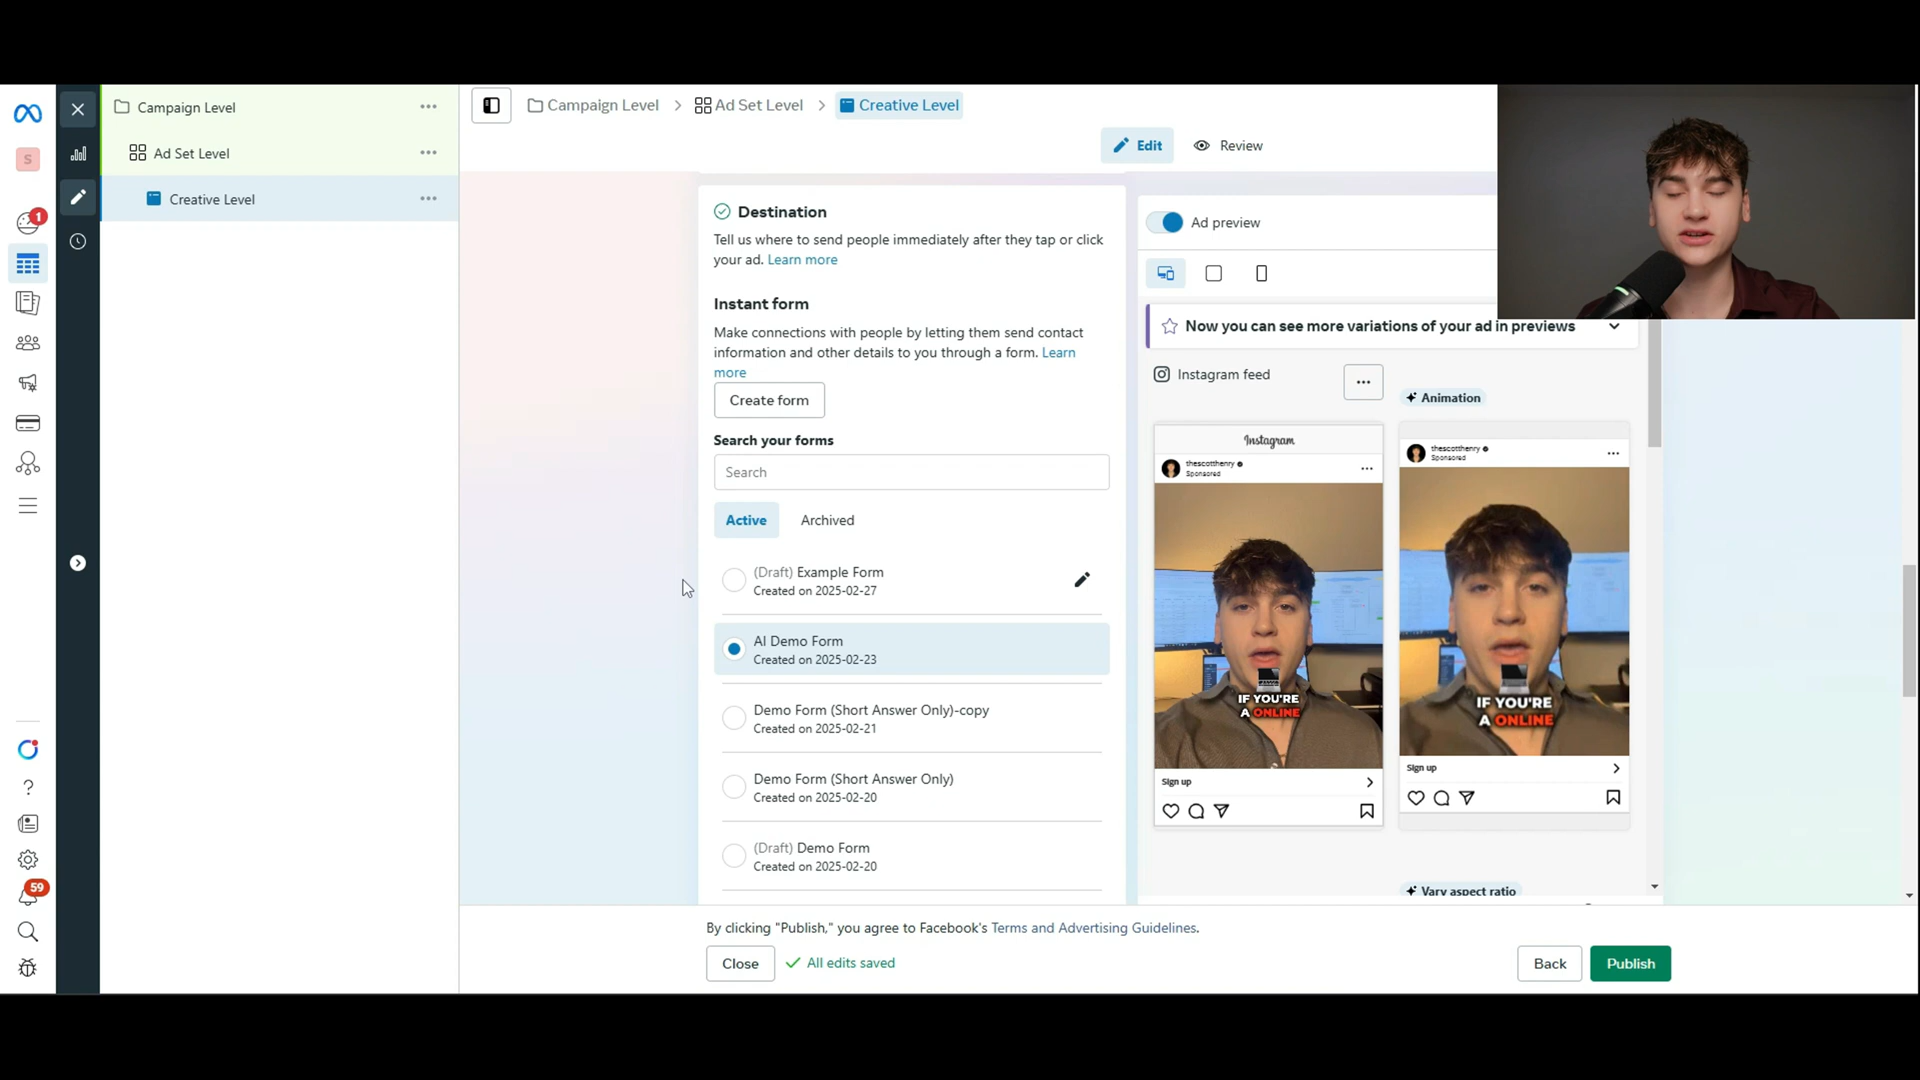 Campaign Level
Ad Set Level
Creative Level
S
1
59
Campaign Level > Ad Set Level > Creative Level
Edit
Review
Destination
Tell us where to send people immediately after they tap or click
your ad. Learn more
Instant form
Make connections with people by letting them send contact
information and other details to you through a form. Learn
more
Create form
Search your forms
Search
Active
Archived
(Draft) Example Form
Created on 2025-02-27
AI Demo Form
Created on 2025-02-23
Demo Form (Short Answer Only)-copy
Created on 2025-02-21
Demo Form (Short Answer Only)
Created on 2025-02-20
(Draft) Demo Form
Created on 2025-02-20
Ad preview
Now you can see more variations of your ad in previews
Instagram feed
Animation
Instagram
thescotthenry
Sponsored
IF YOU'RE
A ONLINE
Sign up
thescotthenry
Sponsored
IF YOU'RE
A ONLINE
Sign up
Vary aspect ratio
By clicking "Publish," you agree to Facebook's Terms and Advertising Guidelines.
Close
All edits saved
Back
Publish